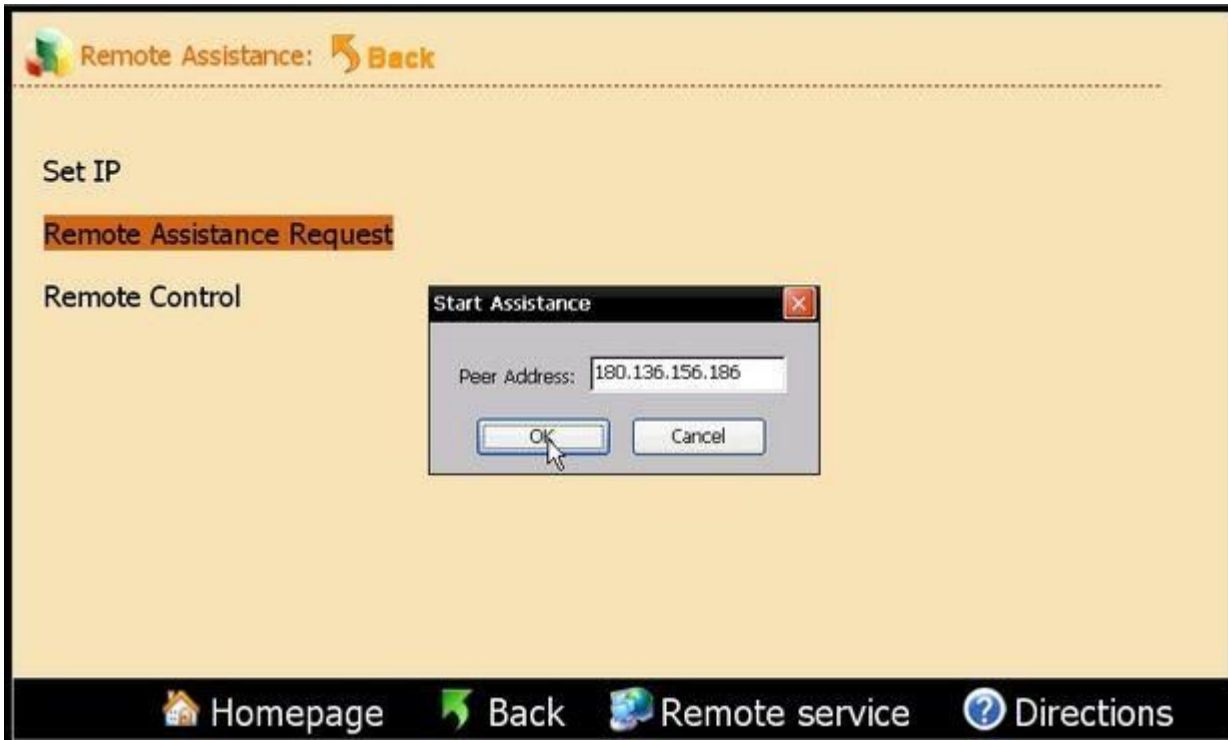 Remote Assistance: Back
Set IP
Remote Assistance Request
Remote Control
Start Assistance
Peer Address: 180.136.156.186
OK Cancel
Homepage Back Remote service Directions